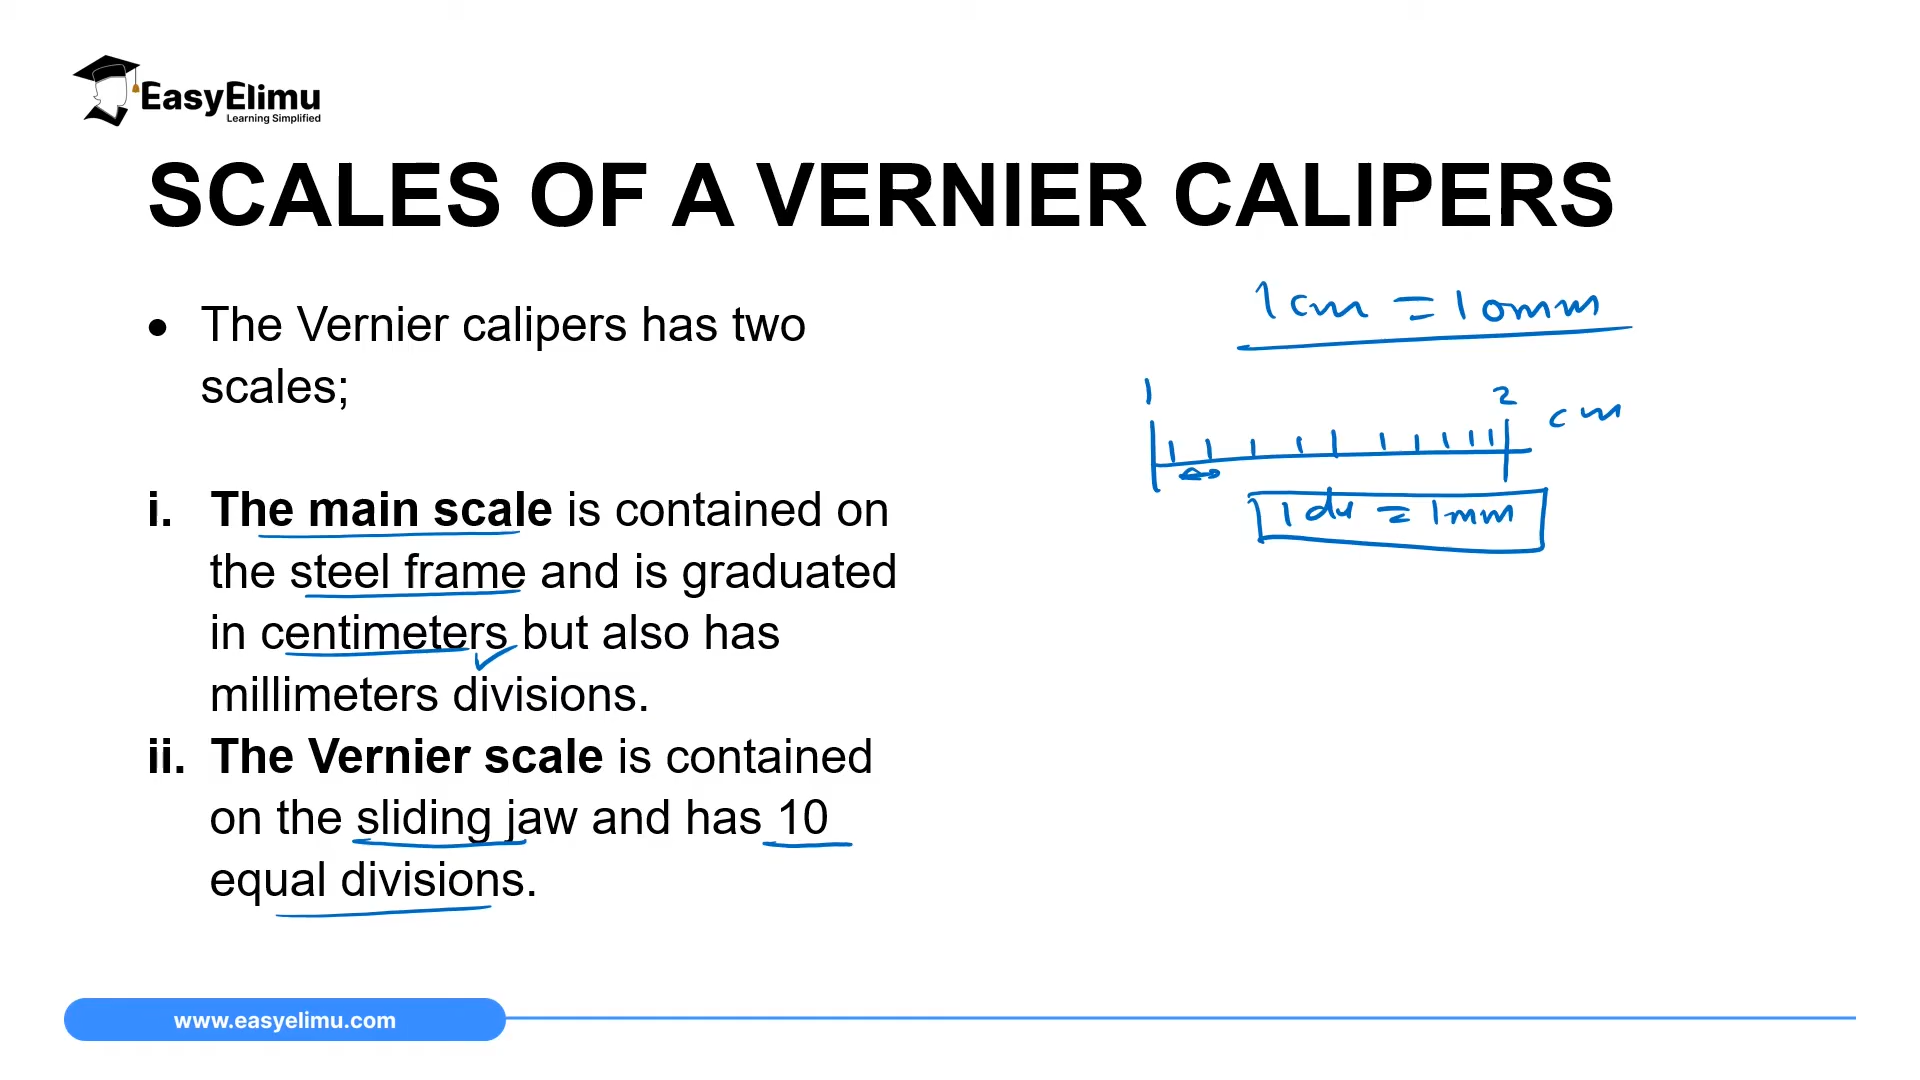 EasyElimu
Learning Simplified
SCALES OF A VERNIER CALIPERS
• The Vernier calipers has two
scales;
i. The main scale is contained on
the steel frame and is graduated
in centimeters but also has
millimeters divisions.
ii. The Vernier scale is contained
on the sliding jaw and has 10
equal divisions.
1cm = 10mm
1 2 cm
1 div = 1mm
www.easyelimu.com